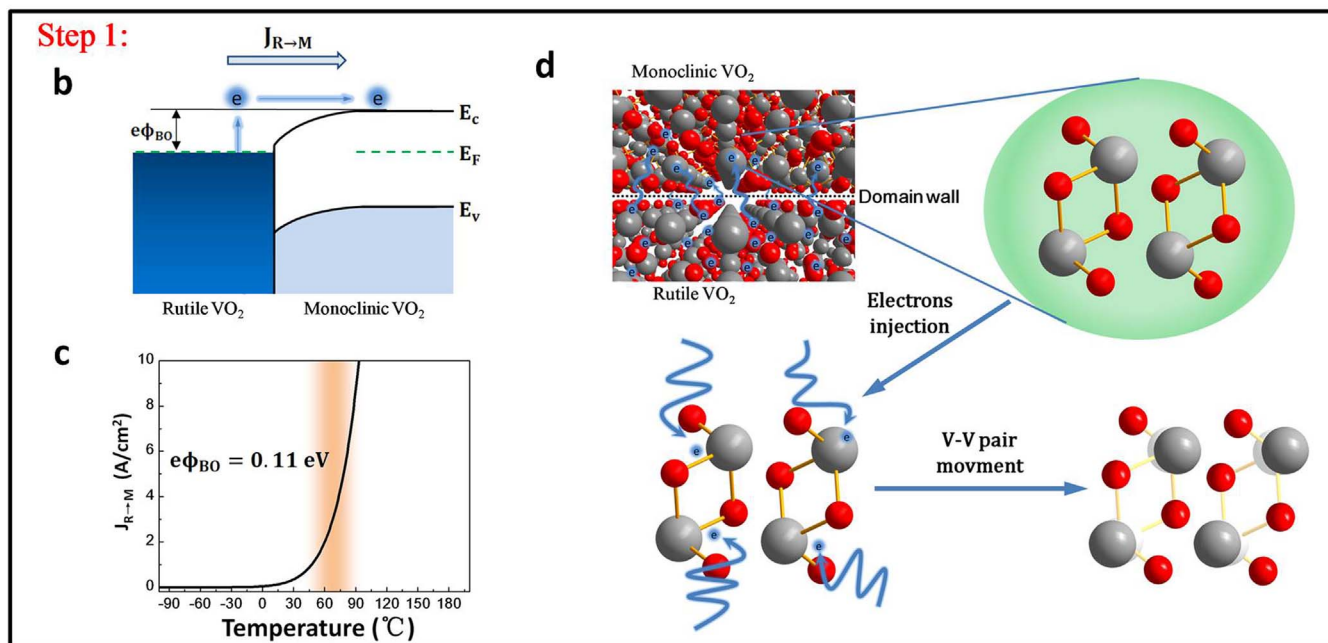 Step 1:
b
J_R→M
e
e
eϕ_BO
E_c
E_F
E_v
Rutile VO₂
Monoclinic VO₂
c
10
8
6
4
2
0
J_R→M (A/cm²)
eϕ_BO = 0.11 eV
-90
-60
-30
0
30
60
90
120
150
180
Temperature (℃)
d
Monoclinic VO₂
Domain wall
Rutile VO₂
Electrons
injection
e
e
e
e
V-V pair
movment